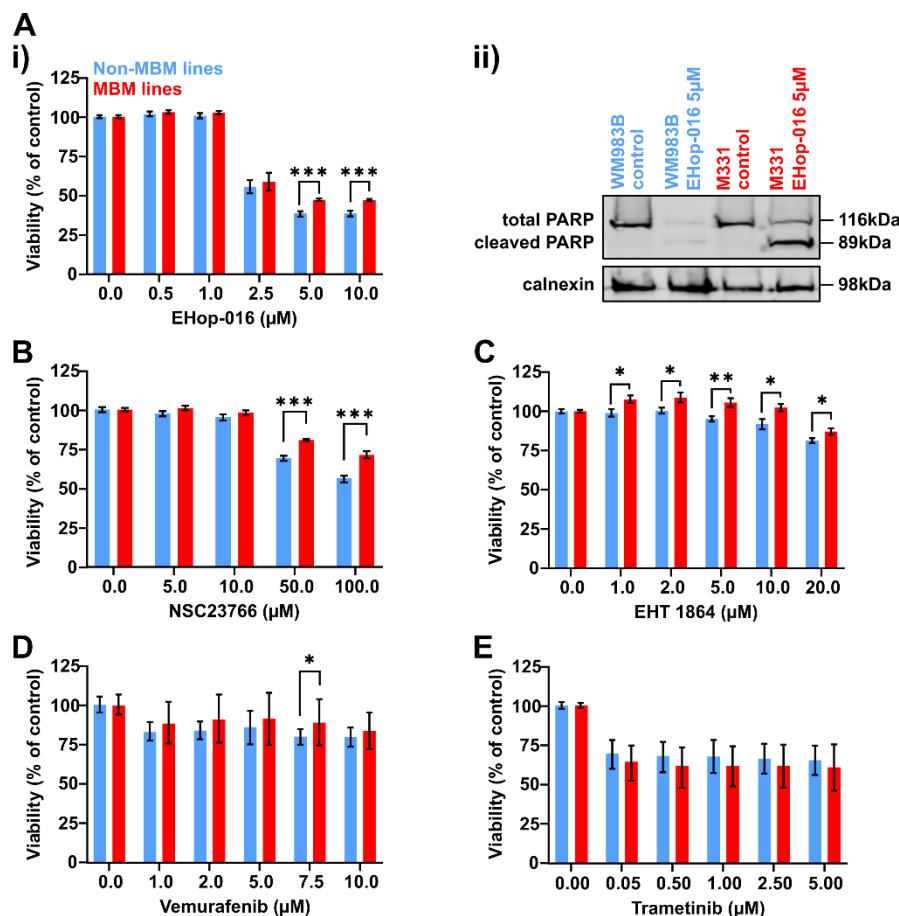 A
i)
Non-MBM lines
MBM lines
Viability (% of control)
125
100
75
50
25
0
*** ***
0.0 0.5 1.0 2.5 5.0 10.0
EHop-016 (µM)
ii)
WM983B control
WM983B EHop-016 5µM
M331 control
M331 EHop-016 5µM
total PARP
cleaved PARP
calnexin
116kDa
89kDa
98kDa
B
Viability (% of control)
125
100
75
50
25
0
*** ***
0.0 5.0 10.0 50.0 100.0
NSC23766 (µM)
C
Viability (% of control)
125
100
75
50
25
0
* * ** * *
0.0 1.0 2.0 5.0 10.0 20.0
EHT 1864 (µM)
D
Viability (% of control)
125
100
75
50
25
0
*
0.0 1.0 2.0 5.0 7.5 10.0
Vemurafenib (µM)
E
Viability (% of control)
125
100
75
50
25
0
0.00 0.05 0.50 1.00 2.50 5.00
Trametinib (µM)